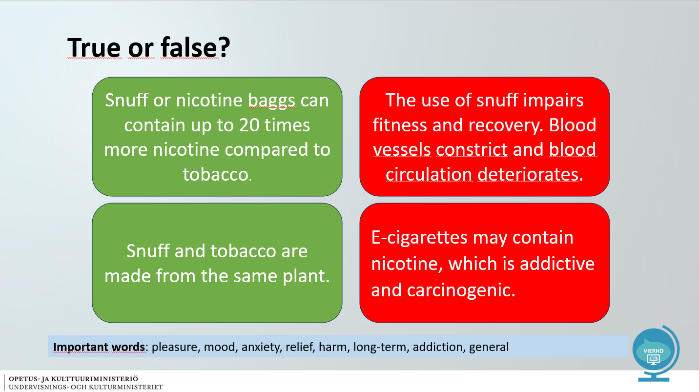 True or false?
Snuff or nicotine baggs can
contain up to 20 times
more nicotine compared to
tobacco.
The use of snuff impairs
fitness and recovery. Blood
vessels constrict and blood
circulation deteriorates.
Snuff and tobacco are
made from the same plant.
E-cigarettes may contain
nicotine, which is addictive
and carcinogenic.
Important words: pleasure, mood, anxiety, relief, harm, long-term, addiction, general
VIERKO
OPETUS- JA KULTTUURIMINISTERIÖ
UNDERVISNINGS- OCH KULTURMINISTERIET